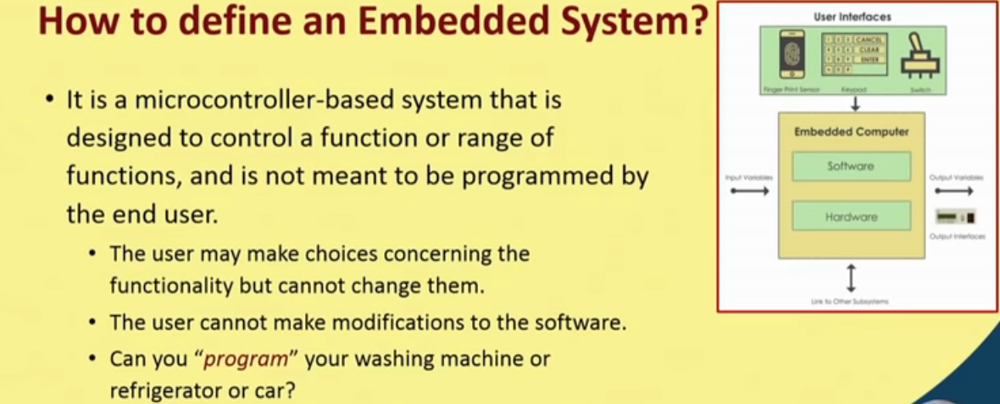 How to define an Embedded System?
• It is a microcontroller-based system that is
designed to control a function or range of
functions, and is not meant to be programmed by
the end user.
• The user may make choices concerning the
functionality but cannot change them.
• The user cannot make modifications to the software.
• Can you “program” your washing machine or
refrigerator or car?
User Interfaces
CANCEL
CLEAR
ENTER
Finger Print Sensor Keypad Switch
Embedded Computer
Software
Input Variables
Output Variables
Hardware
Output Interfaces
Link to Other Subsystems